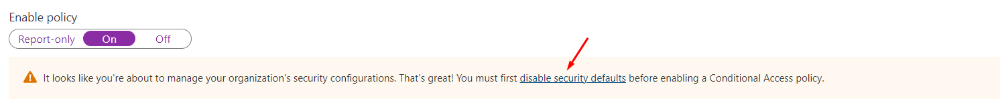 Enable policy
Report-only On Off
It looks like you're about to manage your organization's security configurations. That's great! You must first disable security defaults before enabling a Conditional Access policy.